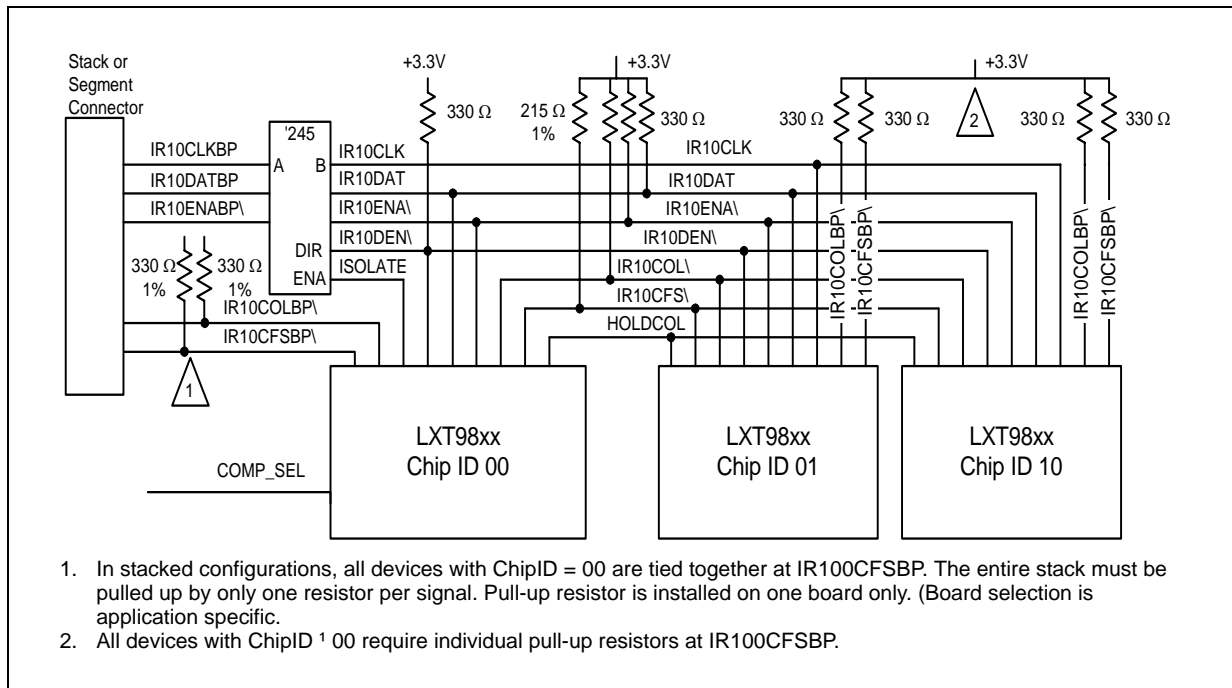 Stack or
Segment
Connector
+3.3V
+3.3V
+3.3V
330 Ω
215 Ω
1%
330 Ω
330 Ω
330 Ω
2
330 Ω
330 Ω
'245
A
B
DIR
ENA
IR10CLKBP
IR10DATBP
IR10ENABP\
IR10CLK
IR10DAT
IR10ENA\
IR10DEN\
ISOLATE
IR10CLK
IR10DAT
IR10ENA\
IR10DEN\
IR10COL\
IR10CFS\
HOLDCOL
IR10COLBP\
IR10CFSBP\
IR10COLBP\
IR10CFSBP\
330 Ω
1%
330 Ω
1%
IR10COLBP\
IR10CFSBP\
1
COMP_SEL
LXT98xx
Chip ID 00
LXT98xx
Chip ID 01
LXT98xx
Chip ID 10
1. In stacked configurations, all devices with ChipID = 00 are tied together at IR100CFSBP. The entire stack must be
pulled up by only one resistor per signal. Pull-up resistor is installed on one board only. (Board selection is
application specific.
2. All devices with ChipID ¹ 00 require individual pull-up resistors at IR100CFSBP.